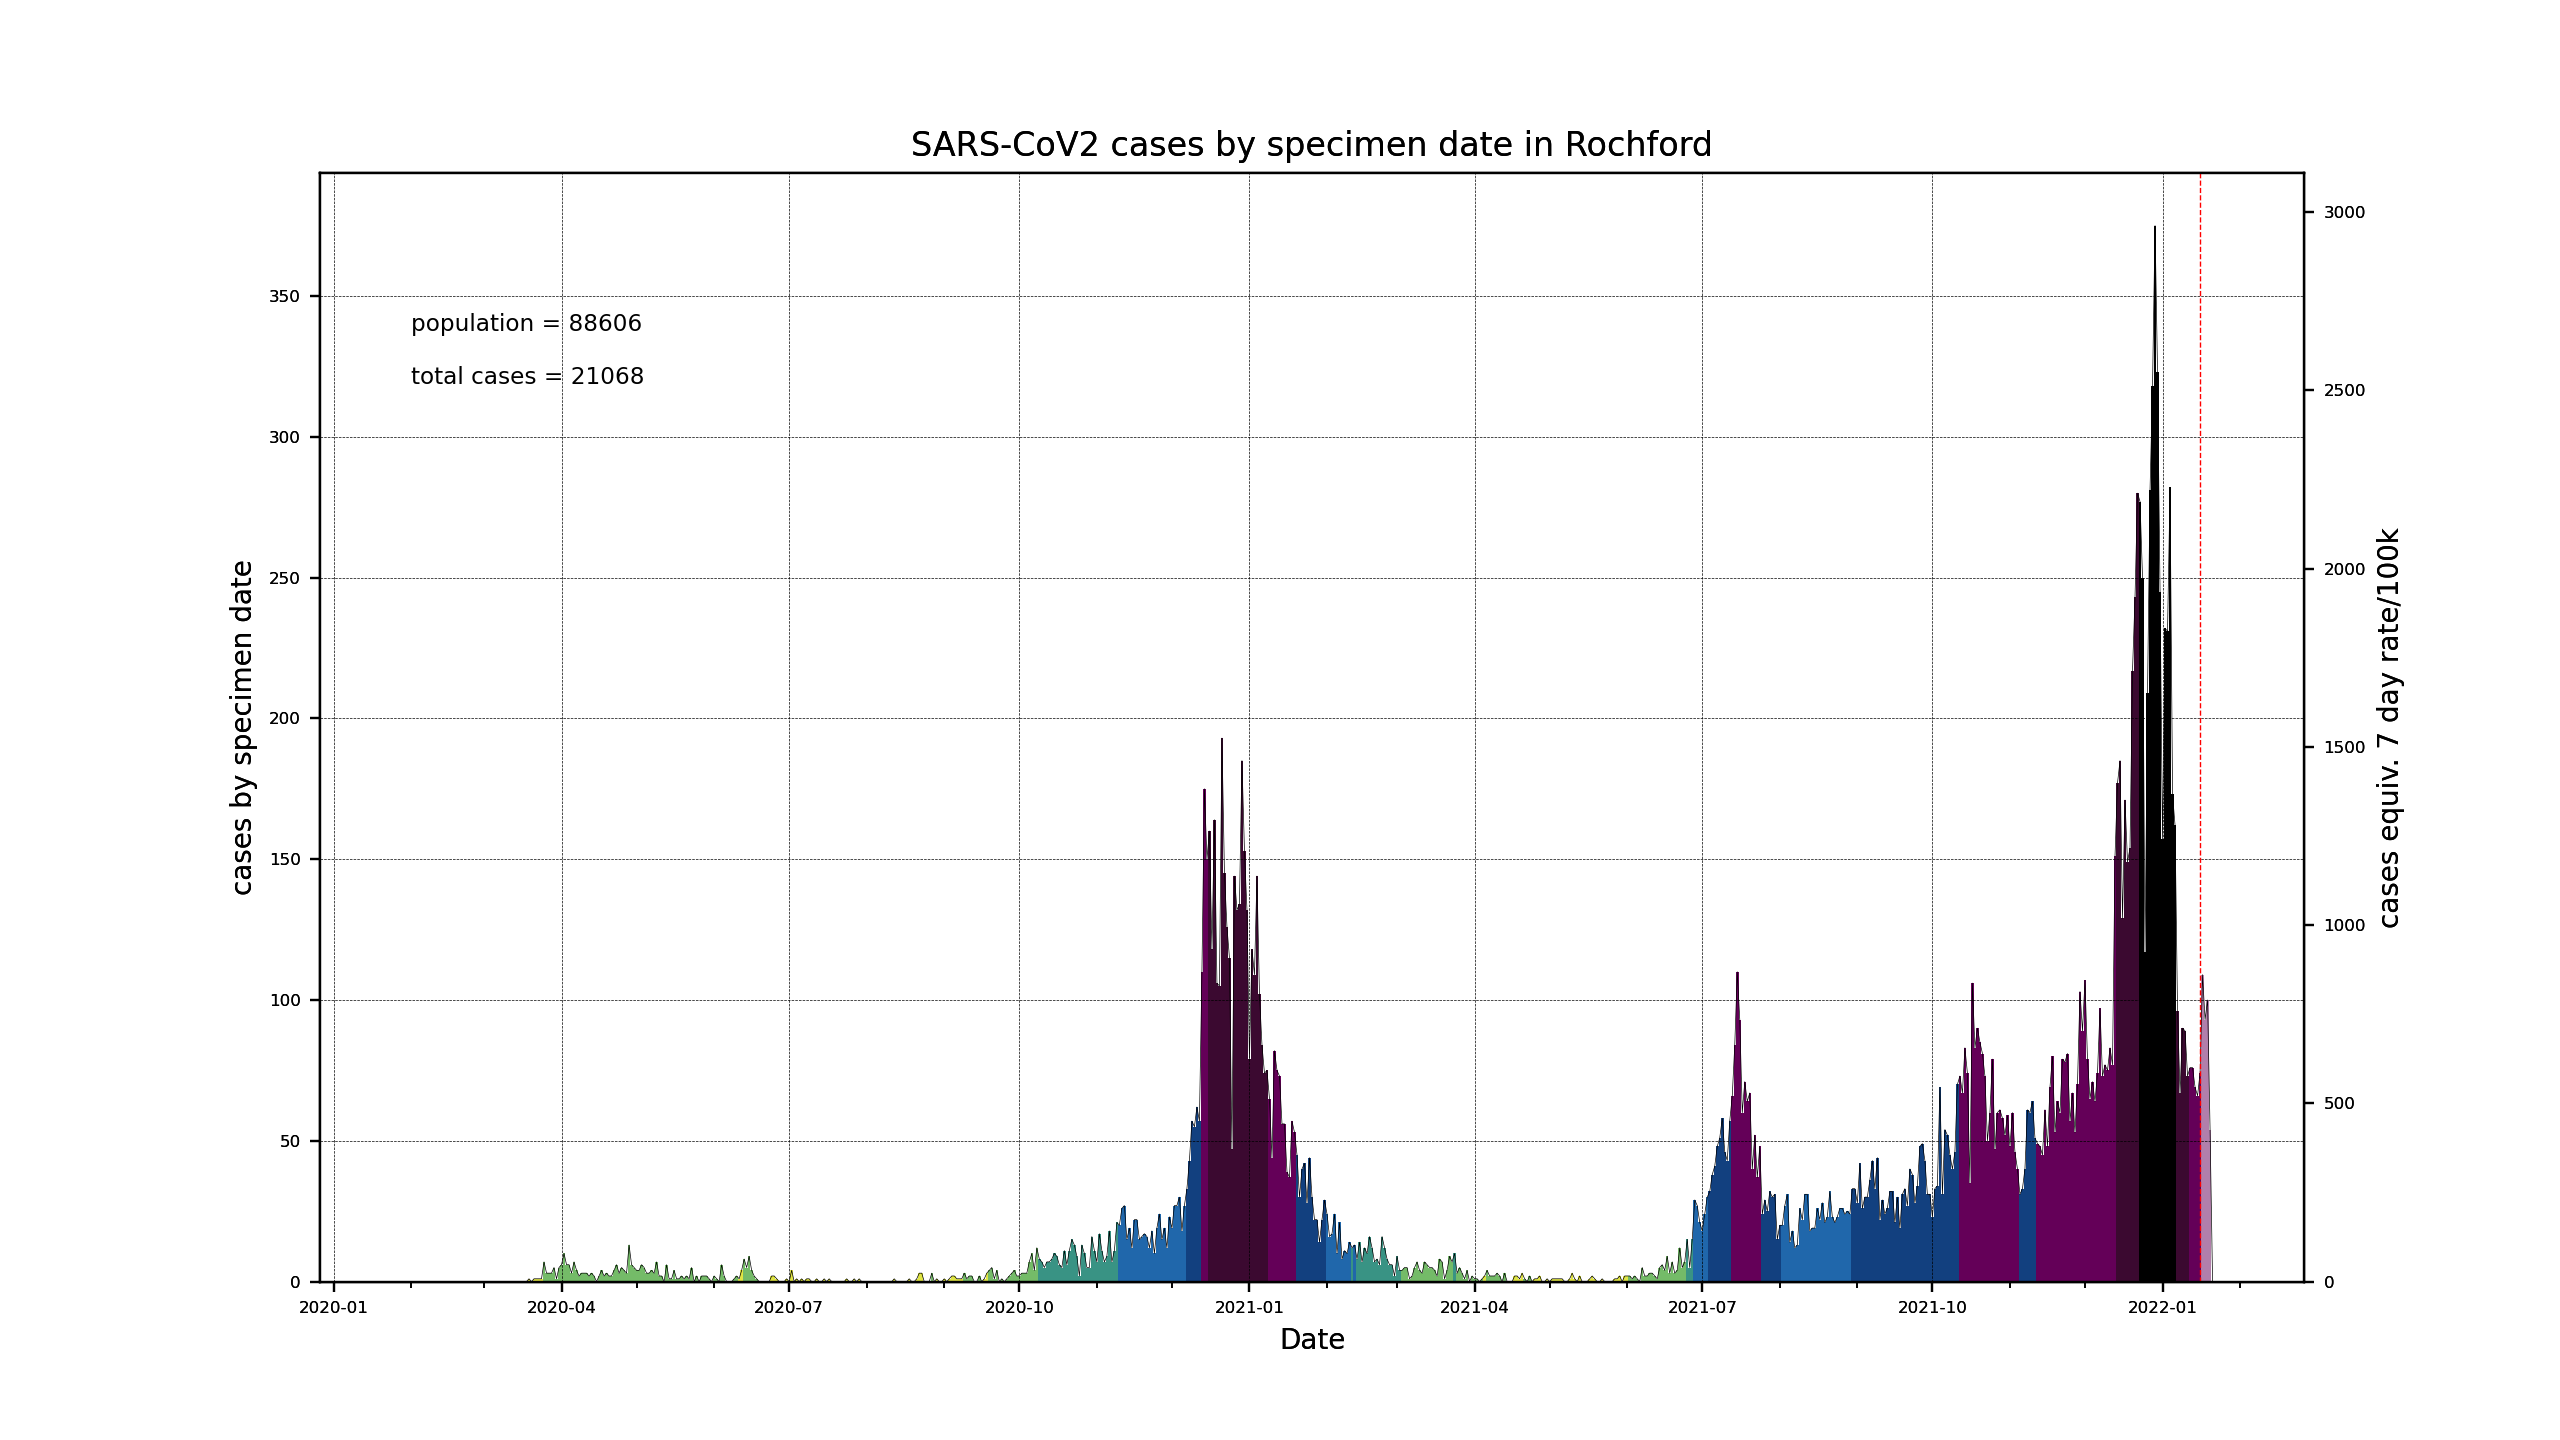 SARS-CoV2 cases by specimen date in Rochford
population = 88606
total cases = 21068
cases by specimen date
350
300
250
200
150
100
50
0
3000
2500
2000
1500
1000
500
0
cases equiv. 7 day rate/100k
2020-01 2020-04 2020-07 2020-10 2021-01 2021-04 2021-07 2021-10 2022-01
Date